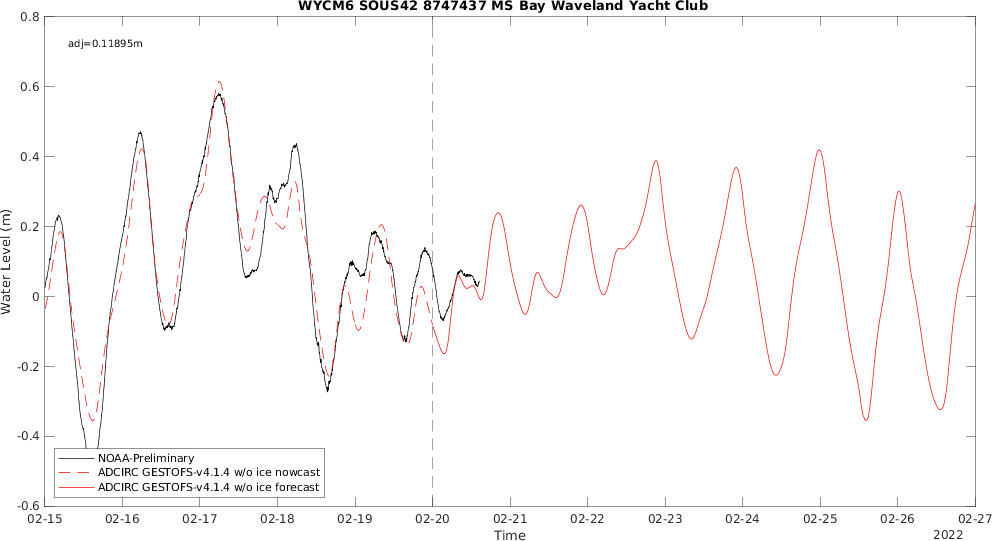 WYCM6 SOUS42 8747437 MS Bay Waveland Yacht Club
adj=0.11895m
0.8
0.6
0.4
0.2
0
-0.2
-0.4
-0.6
Water Level (m)
NOAA-Preliminary
ADCIRC GESTOFS-v4.1.4 w/o ice nowcast
ADCIRC GESTOFS-v4.1.4 w/o ice forecast
02-15 02-16 02-17 02-18 02-19 02-20 02-21 02-22 02-23 02-24 02-25 02-26 02-27
Time
2022